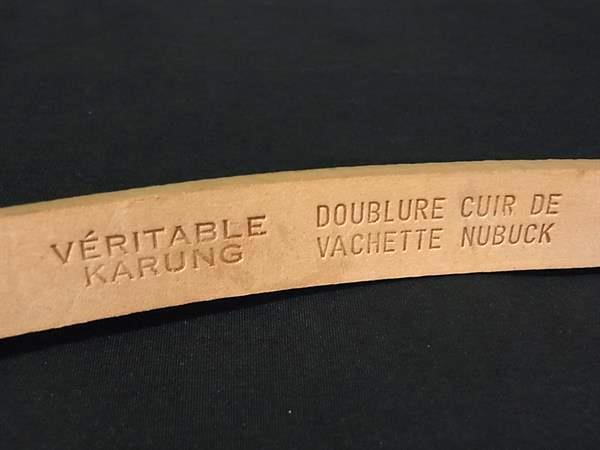 VÉRITABLE
KARUNG
DOUBLURE CUIR DE
VACHETTE NUBUCK